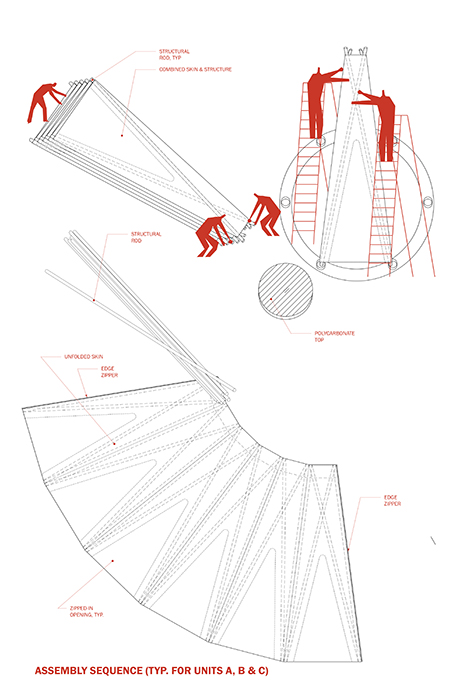 STRUCTURAL
ROD, TYP.
COMBINED SKIN & STRUCTURE
STRUCTURAL
ROD
POLYCARBONATE
TOP
UNFOLDED SKIN
EDGE
ZIPPER
EDGE
ZIPPER
ZIPPED-IN
OPENING, TYP.
ASSEMBLY SEQUENCE (TYP. FOR UNITS A, B & C)